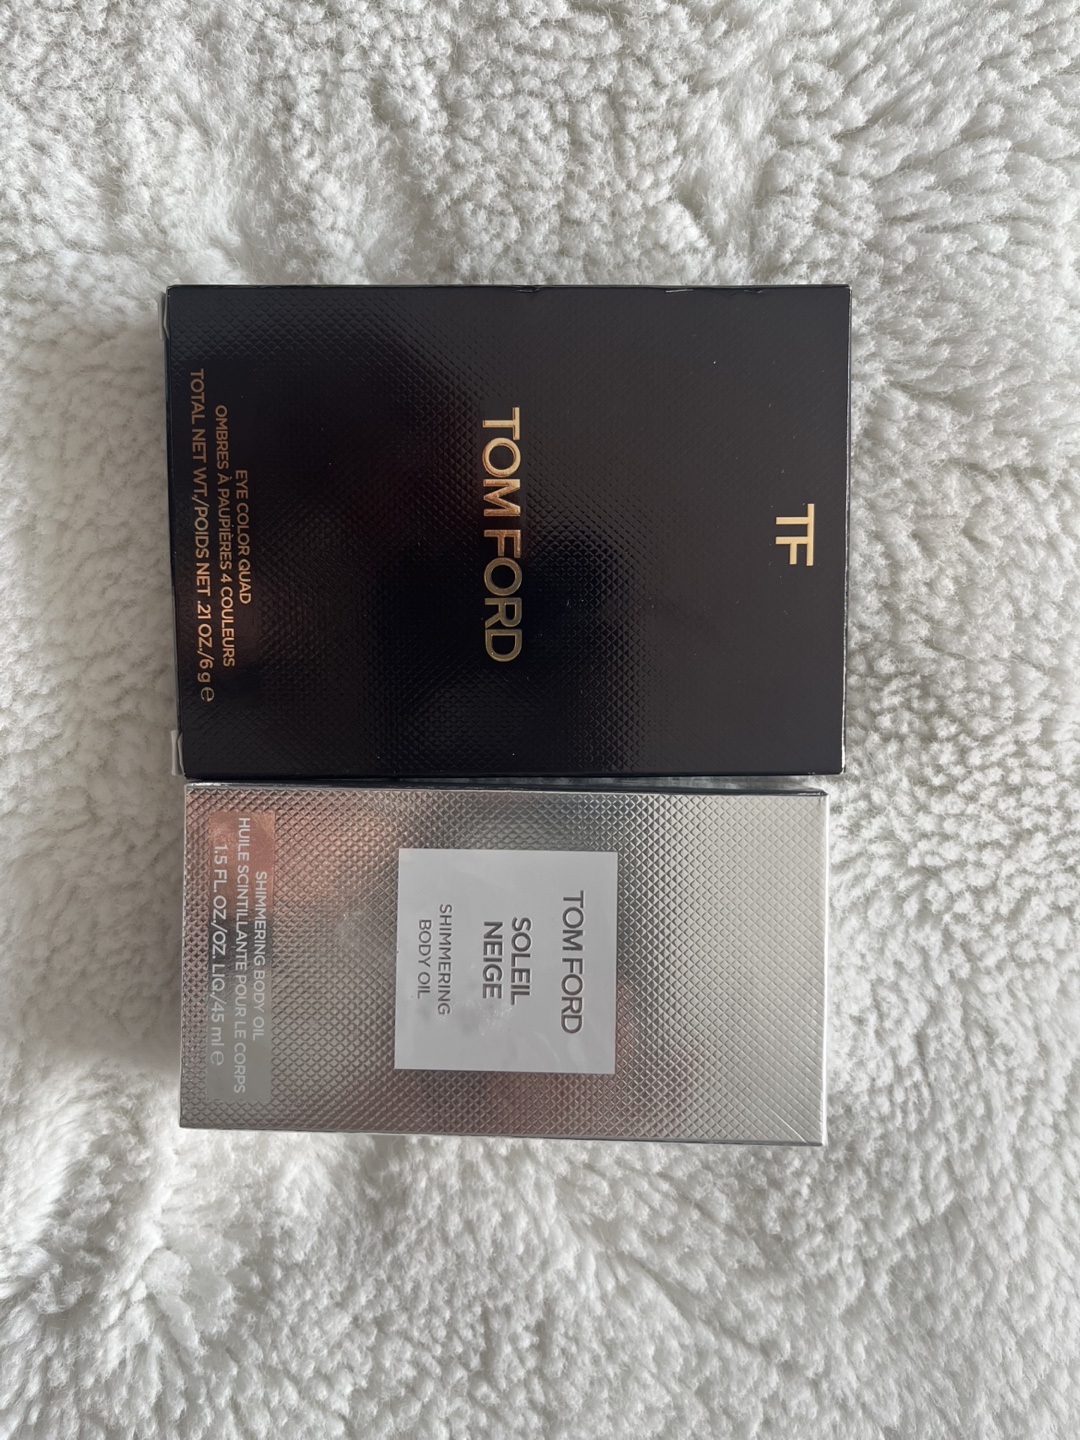 TF
TOM FORD
EYE COLOR QUAD
OMBRES À PAUPIÈRES 4 COULEURS
TOTAL NET WT./POIDS NET .21 OZ./6 g ℮
TOM FORD
SOLEIL
NEIGE
SHIMMERING
BODY OIL
SHIMMERING BODY OIL
HUILE SCINTILLANTE POUR LE CORPS
1.5 FL. OZ./OZ. LIQ./45 ml ℮